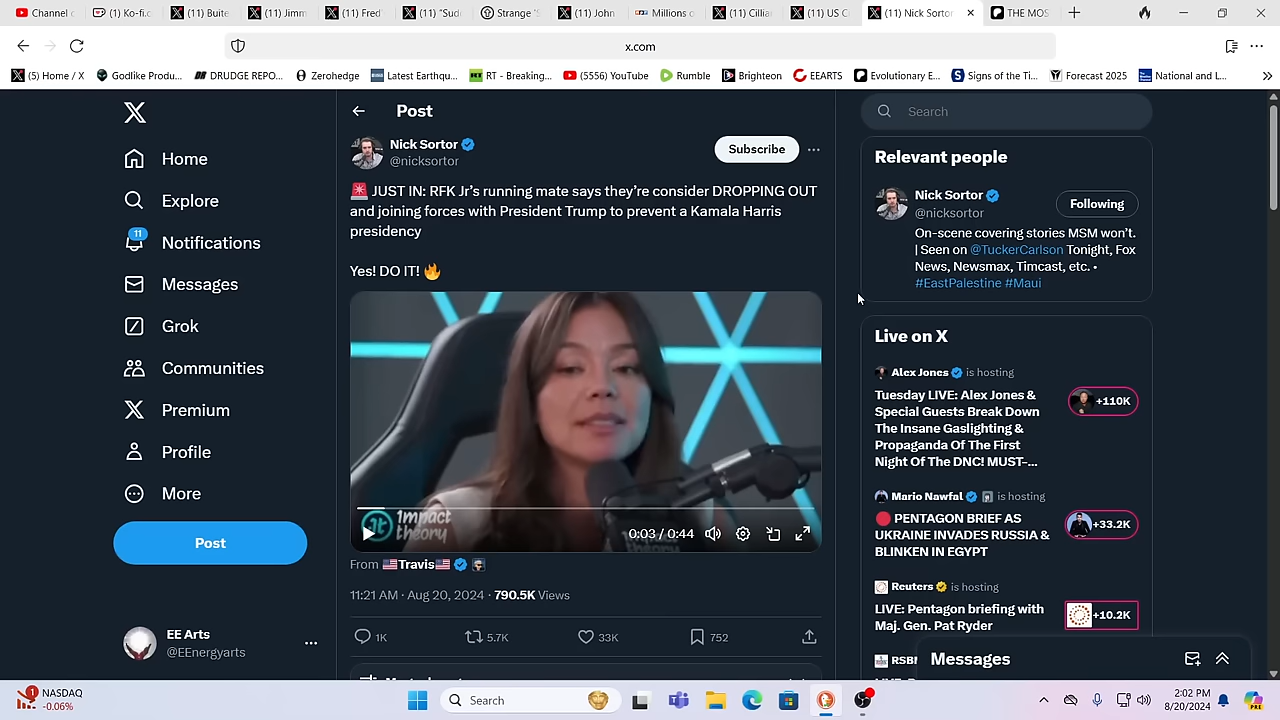 Channel c
Ko-fi.c
(11) Buite
(11) Jimm
(11) Fred
(11) "Su
Strange 'S
(11) John
Millions o
(11) Cillia
(11) US C
(11) Nick Sortor
THE MOS
x.com
(5) Home / X
Godlike Produ...
DRUDGE REPO...
Zerohedge
Latest Earthqu...
RT - Breaking...
(5556) YouTube
Rumble
Brighteon
EEARTS
Evolutionary E...
Signs of the Ti...
Forecast 2025
National and L...
Home
Explore
11
Notifications
Messages
Grok
Communities
Premium
Profile
More
Post
EE Arts
@EEnergyarts
Post
Nick Sortor
@nicksortor
Subscribe
JUST IN: RFK Jr's running mate says they're consider DROPPING OUT
and joining forces with President Trump to prevent a Kamala Harris
presidency
Yes! DO IT!
1mpact
theory
0:03 / 0:44
From Travis
11:21 AM · Aug 20, 2024 · 790.5K Views
1K
5.7K
33K
752
Search
Relevant people
Nick Sortor
@nicksortor
Following
On-scene covering stories MSM won't.
| Seen on @TuckerCarlson Tonight, Fox
News, Newsmax, Timcast, etc. •
#EastPalestine #Maui
Live on X
Alex Jones is hosting
Tuesday LIVE: Alex Jones &
Special Guests Break Down
The Insane Gaslighting &
Propaganda Of The First
Night Of The DNC! MUST-...
+110K
Mario Nawfal is hosting
PENTAGON BRIEF AS
UKRAINE INVADES RUSSIA &
BLINKEN IN EGYPT
+33.2K
Reuters is hosting
LIVE: Pentagon briefing with
Maj. Gen. Pat Ryder
+10.2K
RSB
Messages
1
NASDAQ
-0.06%
Search
2:02 PM
8/20/2024
PRE